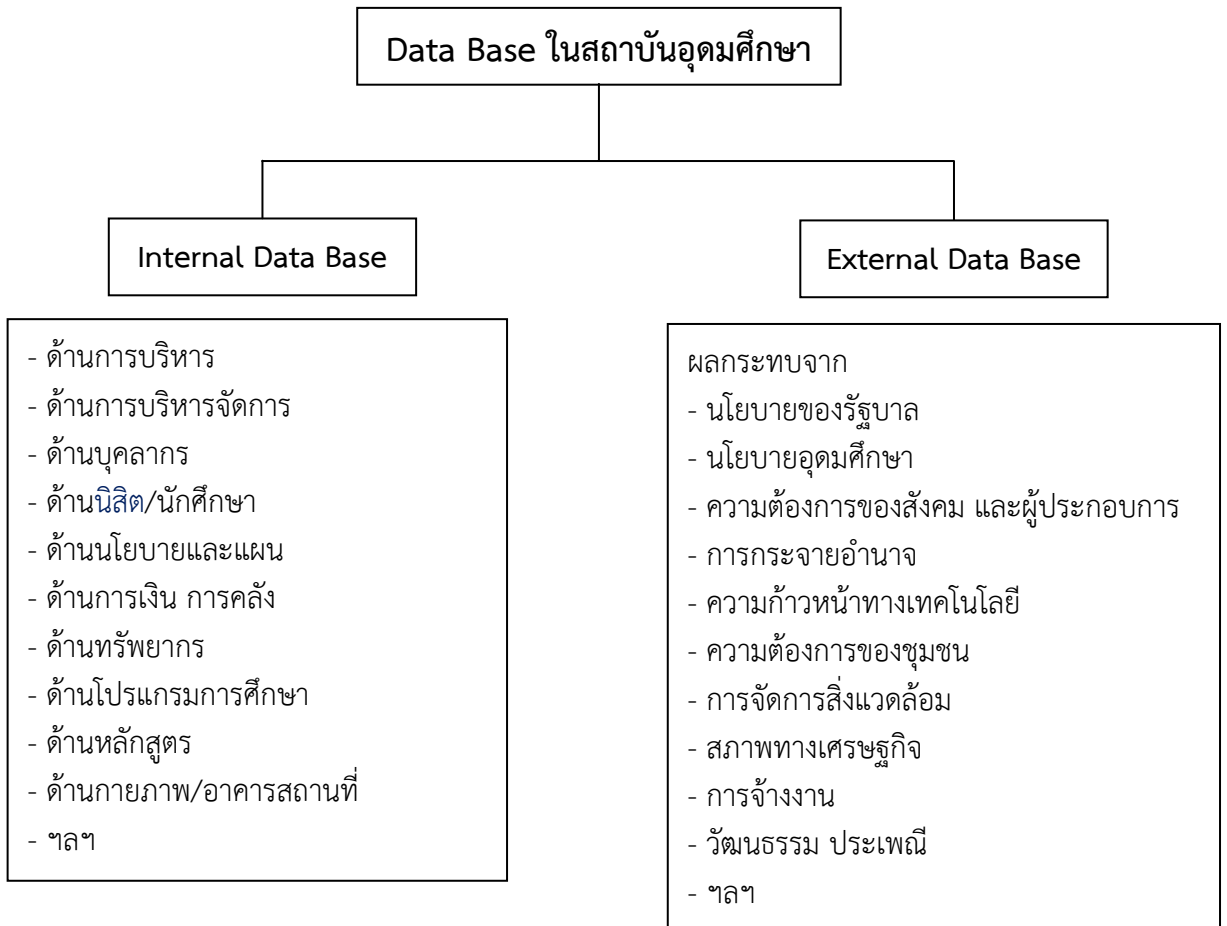 Data Base ในสถาบันอุดมศึกษา
Internal Data Base
- ด้านการบริหาร
- ด้านการบริหารจัดการ
- ด้านบุคลากร
- ด้านนิสิต/นักศึกษา
- ด้านนโยบายและแผน
- ด้านการเงิน การคลัง
- ด้านทรัพยากร
- ด้านโปรแกรมการศึกษา
- ด้านหลักสูตร
- ด้านกายภาพ/อาคารสถานที่
- ฯลฯ
External Data Base
ผลกระทบจาก
- นโยบายของรัฐบาล
- นโยบายอุดมศึกษา
- ความต้องการของสังคม และผู้ประกอบการ
- การกระจายอำนาจ
- ความก้าวหน้าทางเทคโนโลยี
- ความต้องการของชุมชน
- การจัดการสิ่งแวดล้อม
- สภาพทางเศรษฐกิจ
- การจ้างงาน
- วัฒนธรรม ประเพณี
- ฯลฯ